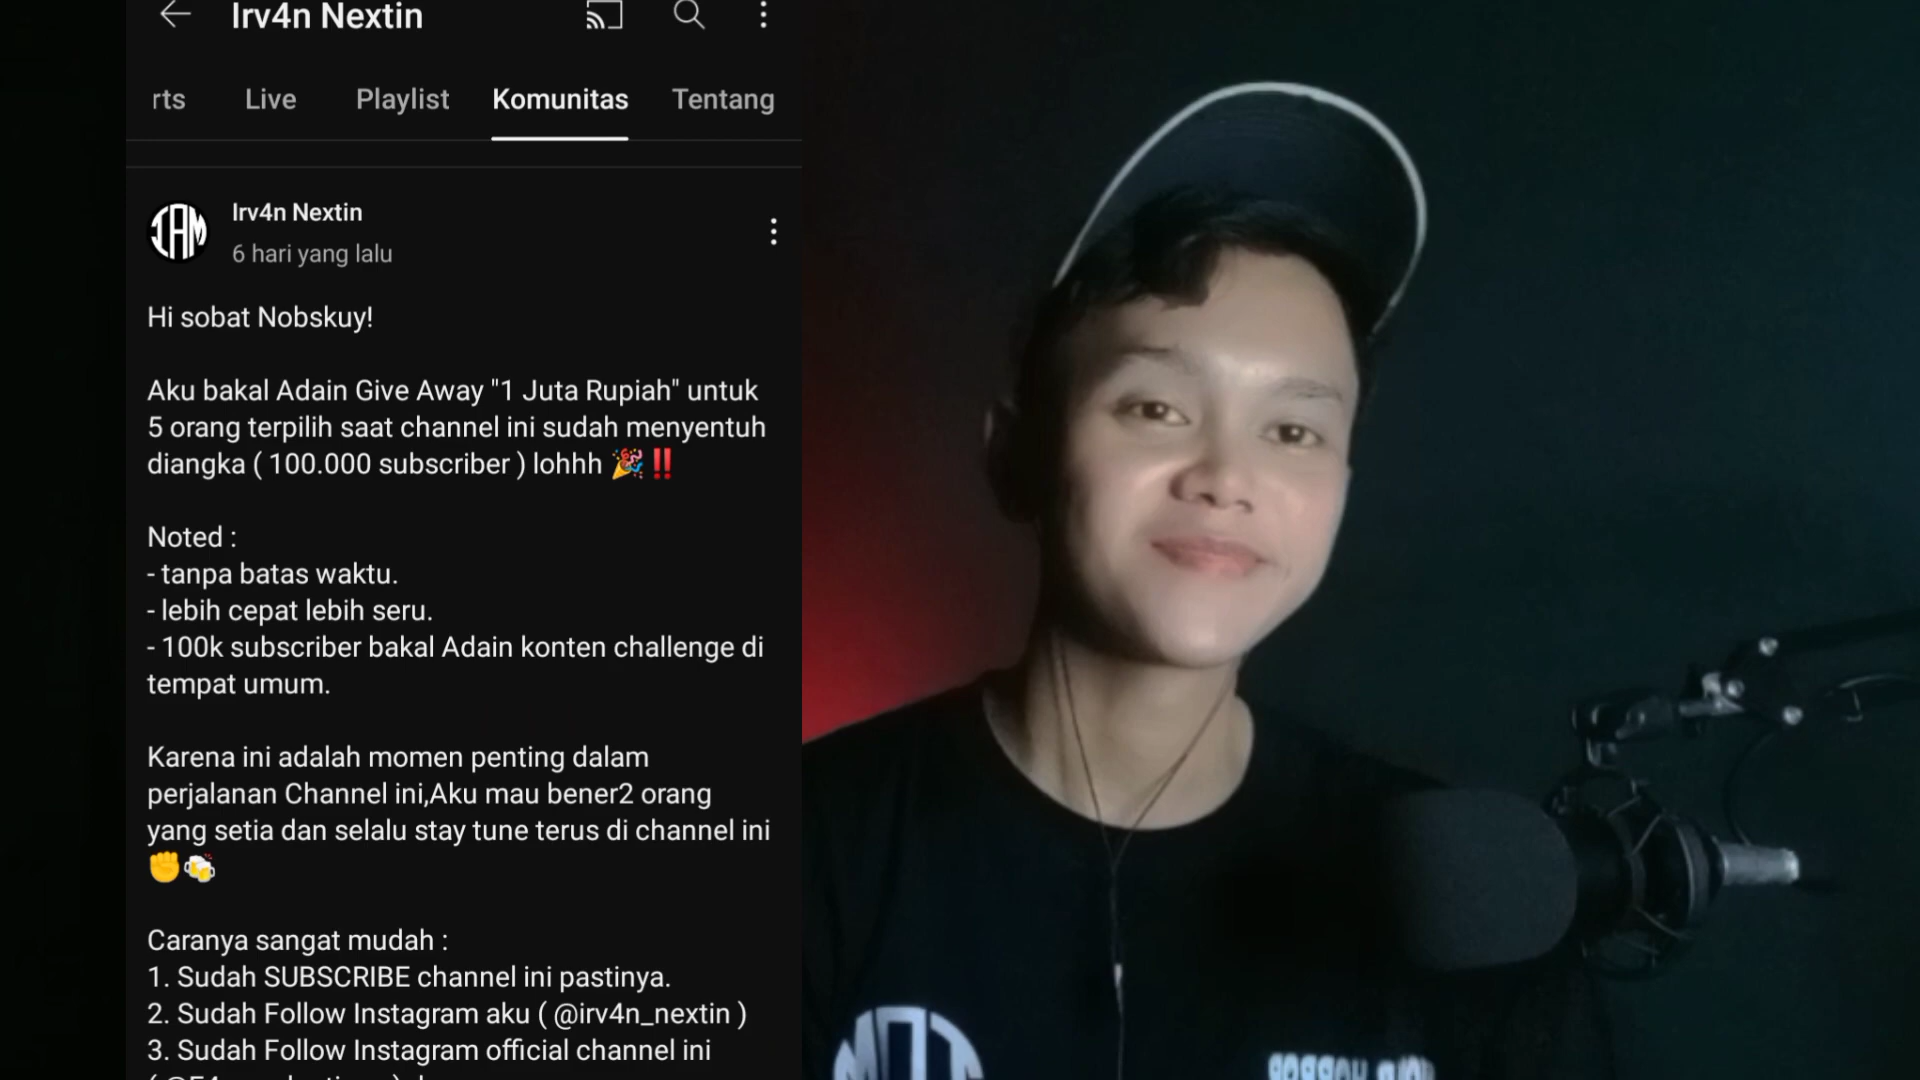 Irv4n Nextin
rts Live Playlist Komunitas Tentang
IAM
Irv4n Nextin
6 hari yang lalu
Hi sobat Nobskuy!
Aku bakal Adain Give Away "1 Juta Rupiah" untuk
5 orang terpilih saat channel ini sudah menyentuh
diangka ( 100.000 subscriber ) lohhh 🎉‼️
Noted :
- tanpa batas waktu.
- lebih cepat lebih seru.
- 100k subscriber bakal Adain konten challenge di
tempat umum.
Karena ini adalah momen penting dalam
perjalanan Channel ini,Aku mau bener2 orang
yang setia dan selalu stay tune terus di channel ini
✊🍻
Caranya sangat mudah :
1. Sudah SUBSCRIBE channel ini pastinya.
2. Sudah Follow Instagram aku ( @irv4n_nextin )
3. Sudah Follow Instagram official channel ini